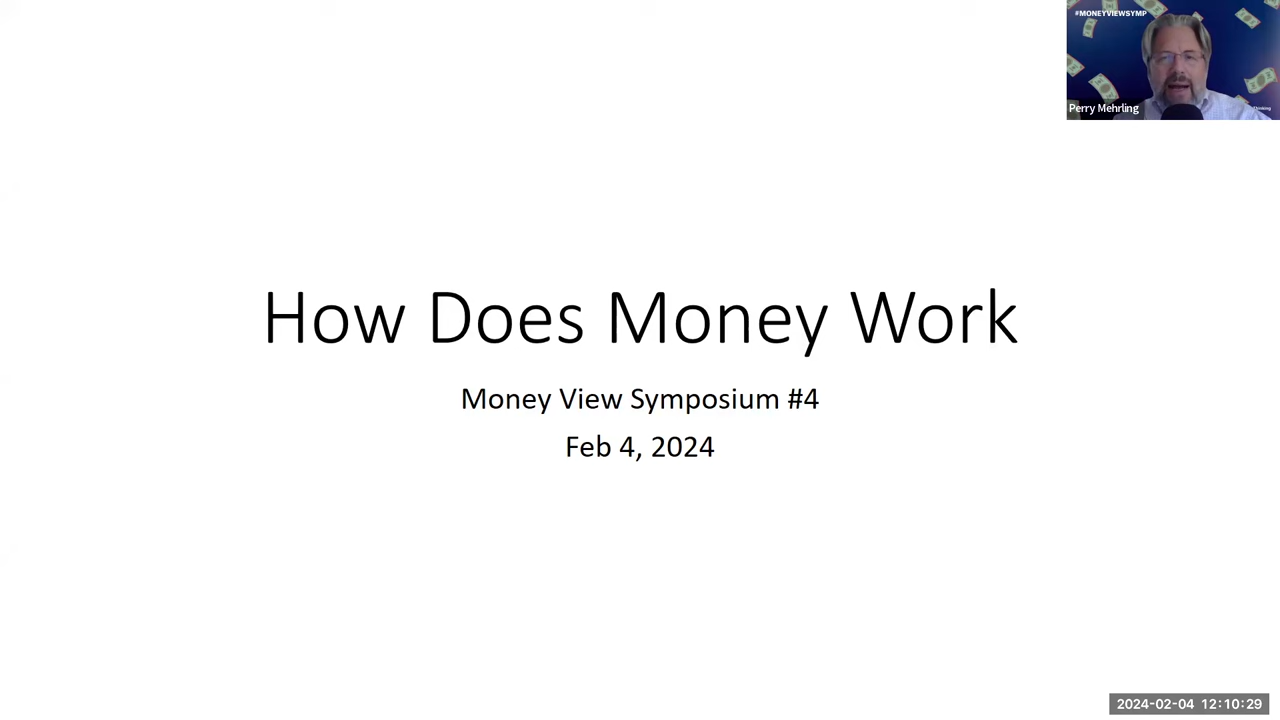 #MONEYVIEWSYMP
Perry Mehrling
How Does Money Work
Money View Symposium #4
Feb 4, 2024
2024-02-04 12:10:29